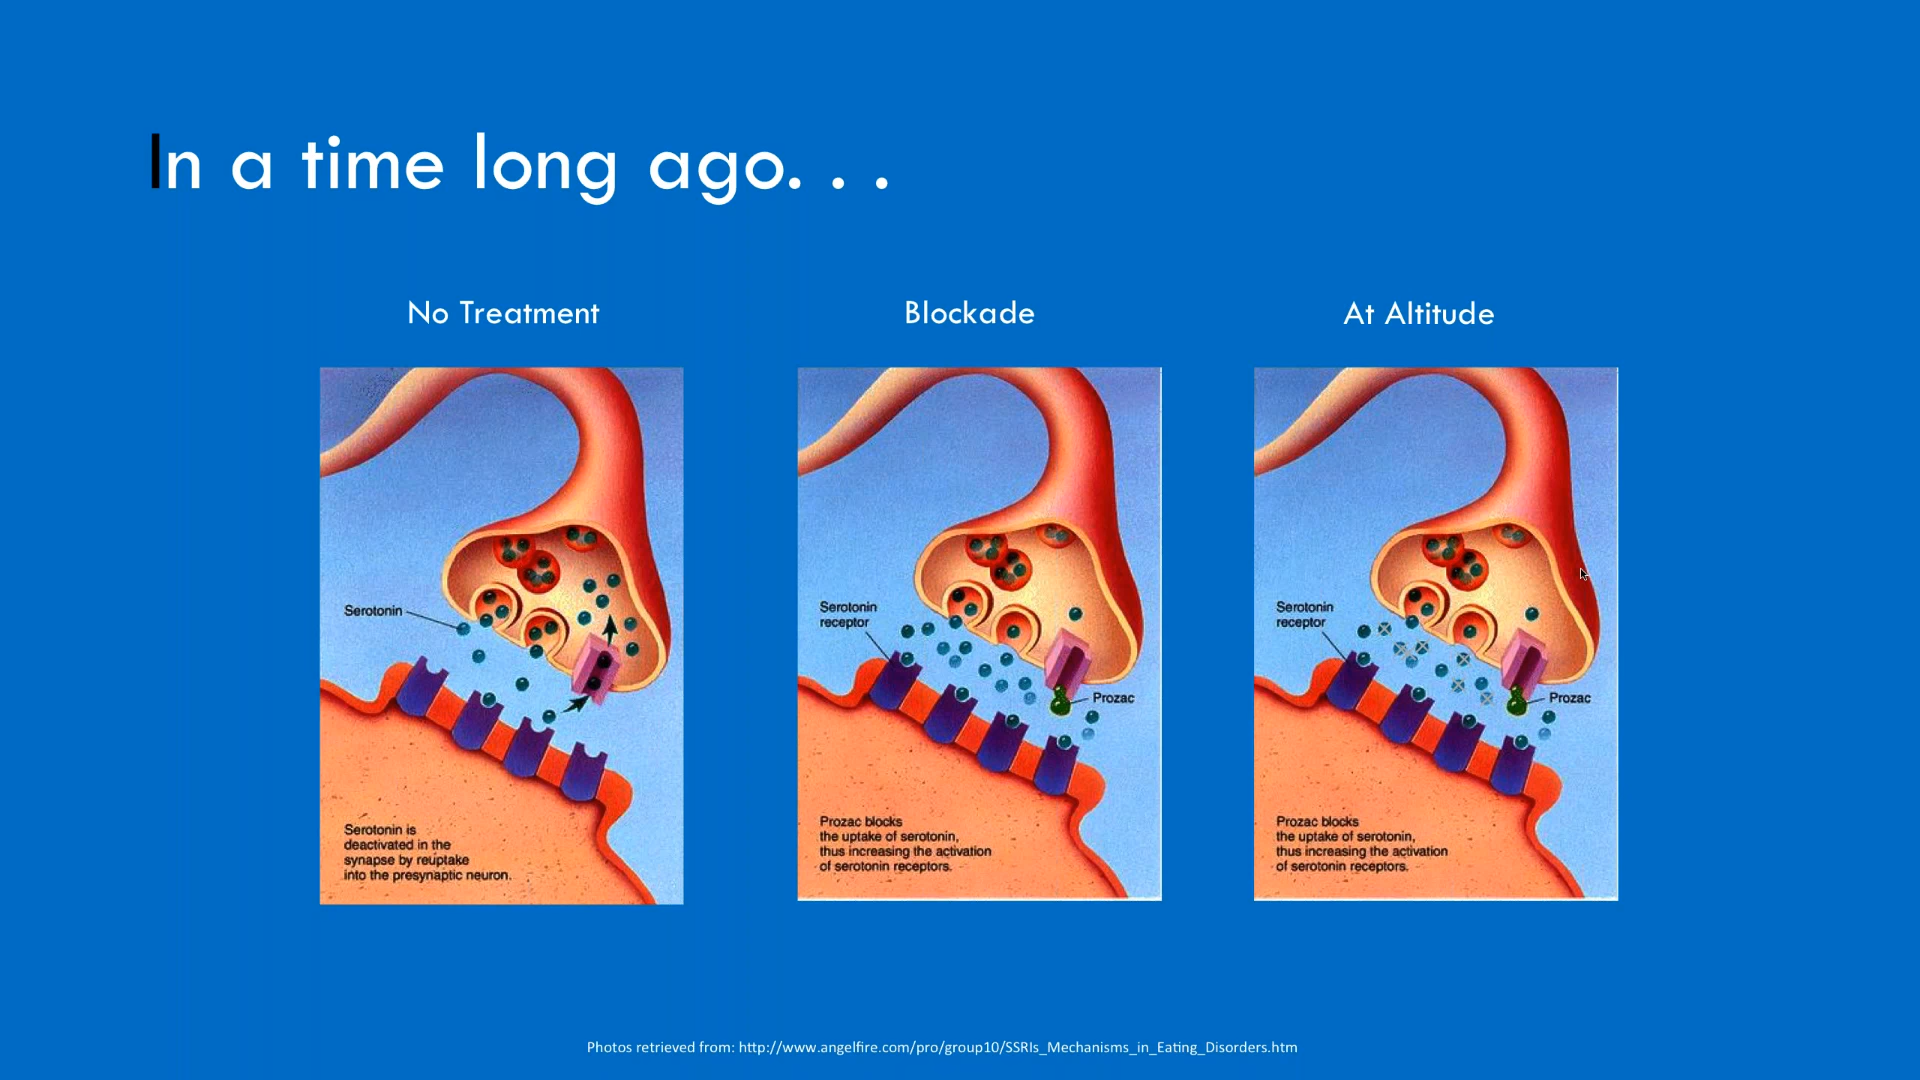 In a time long ago. . .
No Treatment
Blockade
At Altitude
Serotonin
Serotonin is
deactivated in the
synapse by reuptake
into the presynaptic neuron.
Serotonin
receptor
Prozac
Prozac blocks
the uptake of serotonin,
thus increasing the activation
of serotonin receptors.
Serotonin
receptor
Prozac
Prozac blocks
the uptake of serotonin,
thus increasing the activation
of serotonin receptors.
Photos retrieved from: http://www.angelfire.com/pro/group10/SSRIs_Mechanisms_in_Eating_Disorders.htm